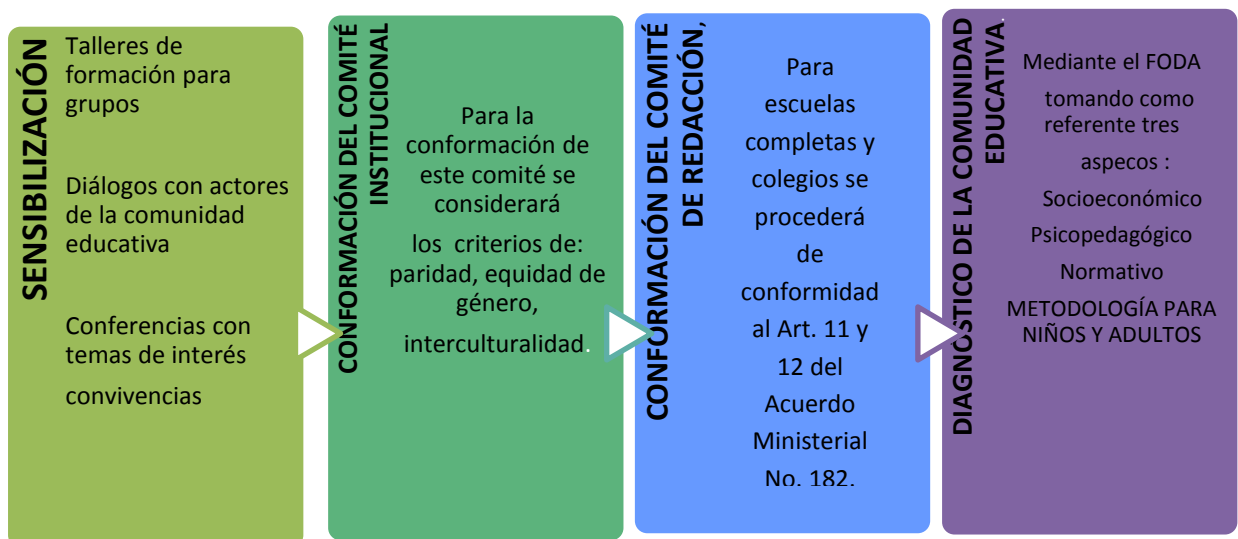 SENSIBILIZACIÓN
Talleres de
formación para
grupos
Diálogos con actores
de la comunidad
educativa
Conferencias con
temas de interés
convivencias
CONFORMACIÓN DEL COMITÉ
INSTITUCIONAL
Para la
conformación de
este comité se
considerará
los criterios de:
paridad, equidad de
género,
interculturalidad.
CONFORMACIÓN DEL COMITÉ
DE REDACCIÓN,
Para
escuelas
completas y
colegios se
procederá
de
conformidad
al Art. 11 y
12 del
Acuerdo
Ministerial
No. 182.
DIAGNÓSTICO DE LA COMUNIDAD
EDUCATIVA.
Mediante el FODA
tomando como
referente tres
aspecos :
Socioeconómico
Psicopedagógico
Normativo
METODOLOGÍA PARA
NIÑOS Y ADULTOS